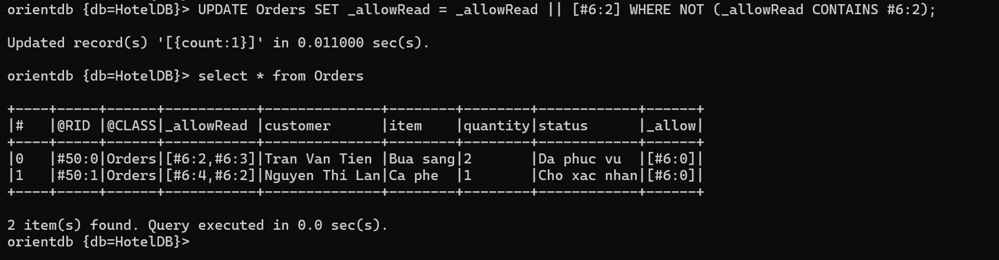 orientdb {db=HotelDB}> UPDATE Orders SET _allowRead = _allowRead || [#6:2] WHERE NOT (_allowRead CONTAINS #6:2);
Updated record(s) '[{count:1}]' in 0.011000 sec(s).
orientdb {db=HotelDB}> select * from Orders
+----+-----+------+-----------+--------------+--------+--------+------------+------+
|#   |@RID |@CLASS|_allowRead |customer      |item    |quantity|status      |_allow|
+----+-----+------+-----------+--------------+--------+--------+------------+------+
|0   |#50:0|Orders|[#6:2,#6:3]|Tran Van Tien |Bua sang|2       |Da phuc vu  |[#6:0]|
|1   |#50:1|Orders|[#6:4,#6:2]|Nguyen Thi Lan|Ca phe  |1       |Cho xac nhan|[#6:0]|
+----+-----+------+-----------+--------------+--------+--------+------------+------+
2 item(s) found. Query executed in 0.0 sec(s).
orientdb {db=HotelDB}>